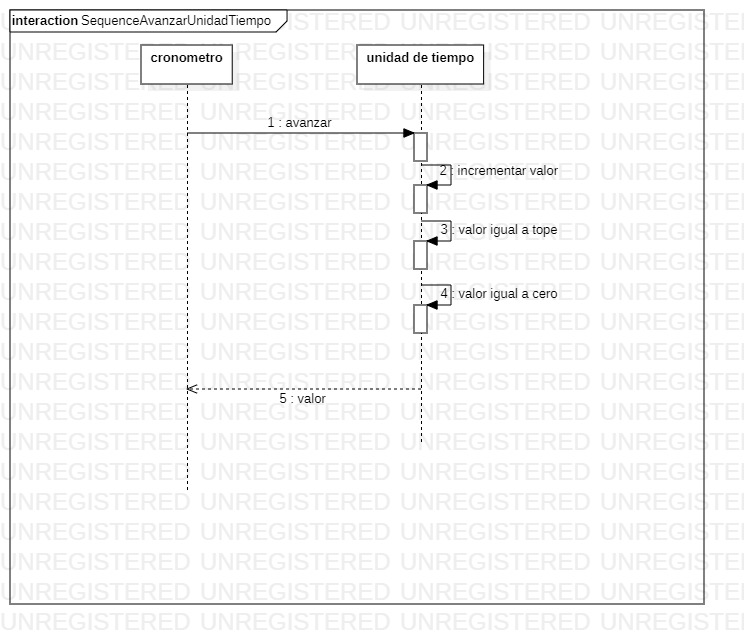 interaction SequenceAvanzarUnidadTiempo
cronometro
unidad de tiempo
1 : avanzar
2 : incrementar valor
3 : valor igual a tope
4 : valor igual a cero
5 : valor
UNREGISTERED UNREGISTERED UNREGISTERED UNREGISTERED